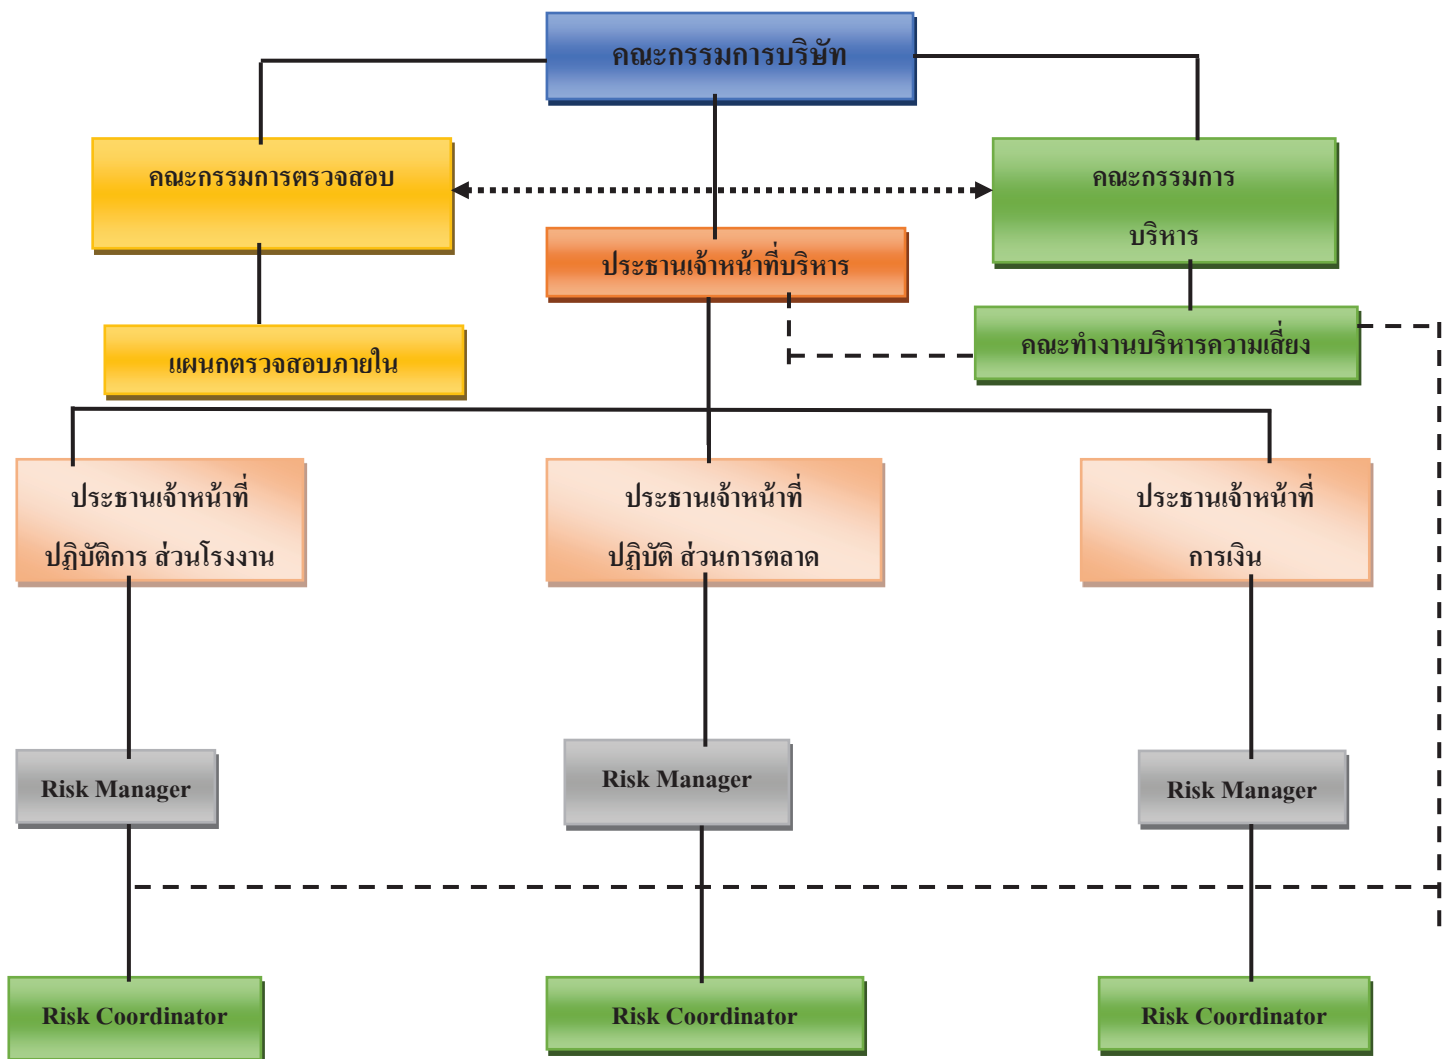 คณะกรรมการบริษัท
คณะกรรมการตรวจสอบ
คณะกรรมการ
บริหาร
ประธานเจ้าหน้าที่บริหาร
แผนกตรวจสอบภายใน
คณะทำงานบริหารความเสี่ยง
ประธานเจ้าหน้าที่
ปฏิบัติการ ส่วนโรงงาน
ประธานเจ้าหน้าที่
ปฏิบัติ ส่วนการตลาด
ประธานเจ้าหน้าที่
การเงิน
Risk Manager
Risk Manager
Risk Manager
Risk Coordinator
Risk Coordinator
Risk Coordinator